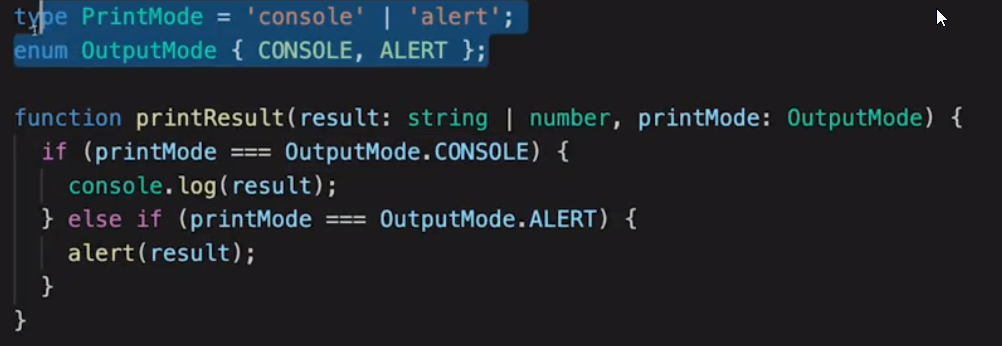 type PrintMode = 'console' | 'alert';
enum OutputMode { CONSOLE, ALERT };
function printResult(result: string | number, printMode: OutputMode) {
if (printMode === OutputMode.CONSOLE) {
console.log(result);
} else if (printMode === OutputMode.ALERT) {
alert(result);
}
}